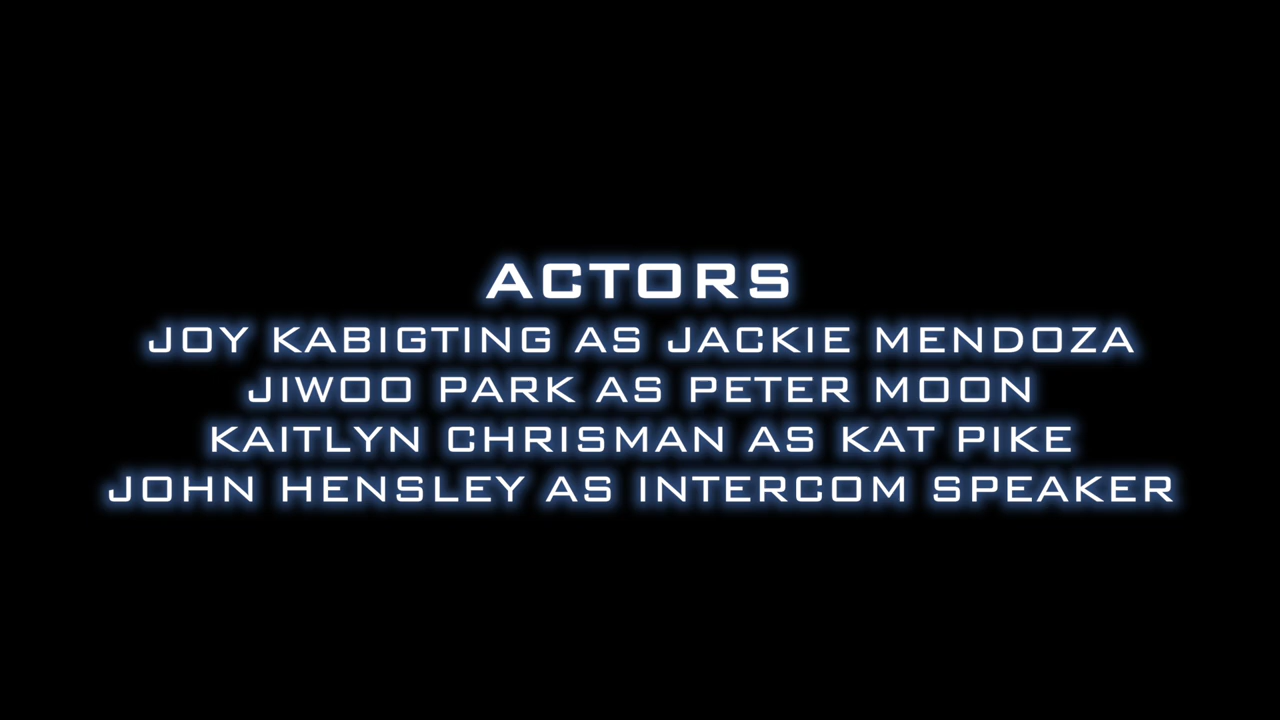 ACTORS
JOY KABIGTING AS JACKIE MENDOZA
JIWOO PARK AS PETER MOON
KAITLYN CHRISMAN AS KAT PIKE
JOHN HENSLEY AS INTERCOM SPEAKER